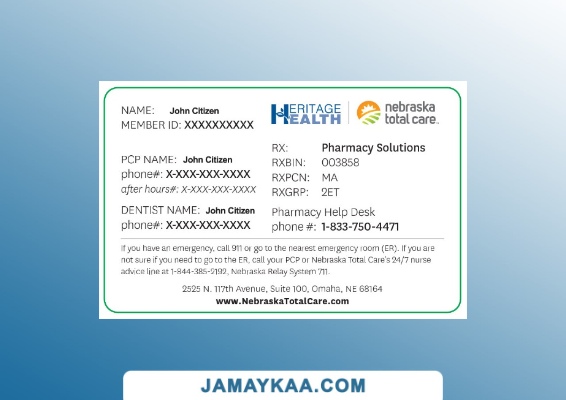 NAME: John Citizen
MEMBER ID: XXXXXXXXXX
HERITAGE HEALTH
nebraska
total care
PCP NAME: John Citizen
phone#: X-XXX-XXX-XXXX
after hours#: X-XXX-XXX-XXXX
DENTIST NAME: John Citizen
phone#: X-XXX-XXX-XXXX
RX: Pharmacy Solutions
RXBIN: 003858
RXPCN: MA
RXGRP: 2ET
Pharmacy Help Desk
phone #: 1-833-750-4471
If you have an emergency, call 911 or go to the nearest emergency room (ER). If you are
not sure if you need to go to the ER, call your PCP or Nebraska Total Care's 24/7 nurse
advice line at 1-844-385-2192, Nebraska Relay System 711.
2525 N. 117th Avenue, Suite 100, Omaha, NE 68164
www.NebraskaTotalCare.com
JAMAYKAA.COM